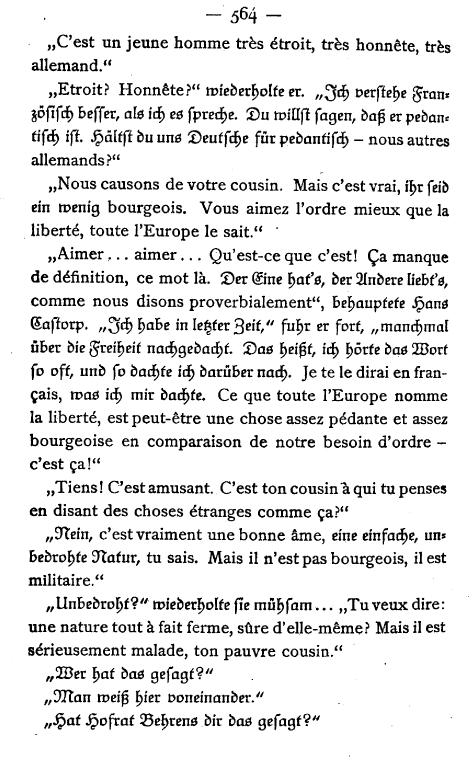 — 564 —
„C'est un jeune homme très étroit, très honnête, très
allemand."
„Etroit? Honnête?" wiederholte er. „Ich verstehe Fran-
zösisch besser, als ich es spreche. Du willst sagen, daß er pedan-
tisch ist. Hältst du uns Deutsche für pedantisch – nous autres
allemands?"
„Nous causons de votre cousin. Mais c'est vrai, ihr seid
ein wenig bourgeois. Vous aimez l'ordre mieux que la
liberté, toute l'Europe le sait."
„Aimer ... aimer ... Qu'est-ce que c'est! Ça manque
de définition, ce mot là. Der Eine hat's, der Andere liebt's,
comme nous disons proverbialement", behauptete Hans
Castorp. „Ich habe in letzter Zeit," fuhr er fort, „manchmal
über die Freiheit nachgedacht. Das heißt, ich hörte das Wort
so oft, und so dachte ich darüber nach. Je te le dirai en fran-
çais, was ich mir dachte. Ce que toute l'Europe nomme
la liberté, est peut-être une chose assez pédante et assez
bourgeoise en comparaison de notre besoin d'ordre –
c'est ça!"
„Tiens! C'est amusant. C'est ton cousin à qui tu penses
en disant des choses étranges comme ça?"
„Nein, c'est vraiment une bonne âme, eine einfache, un-
bedrohte Natur, tu sais. Mais il n'est pas bourgeois, il est
militaire."
„Unbedroht?" wiederholte sie mühsam ... „Tu veux dire:
une nature tout à fait ferme, sûre d'elle-même? Mais il est
sérieusement malade, ton pauvre cousin."
„Wer hat das gesagt?"
„Man weiß hier voneinander."
„Hat Hofrat Behrens dir das gesagt?"